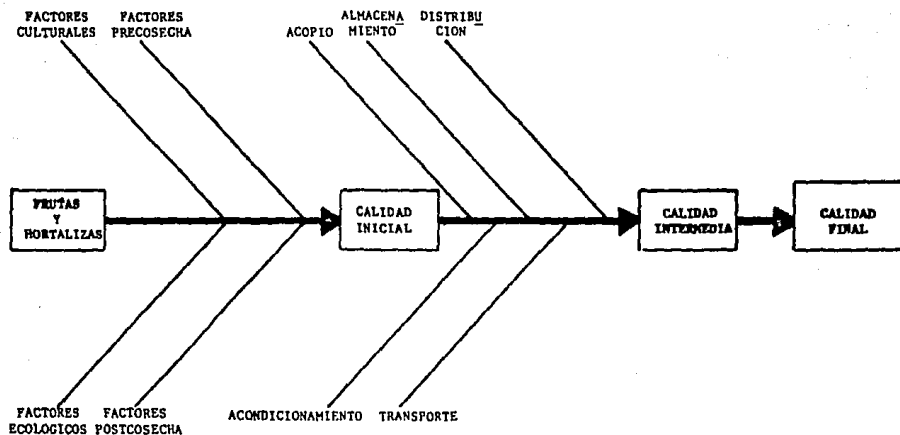 FACTORES
CULTURALES
FACTORES
PRECOSECHA
ACOPIO
ALMACENA
MIENTO
DISTRIBU
CION
FRUTAS
Y
HORTALIZAS
CALIDAD
INICIAL
CALIDAD
INTERMEDIA
CALIDAD
FINAL
FACTORES
ECOLOGICOS
FACTORES
POSTCOSECHA
ACONDICIONAMIENTO
TRANSPORTE